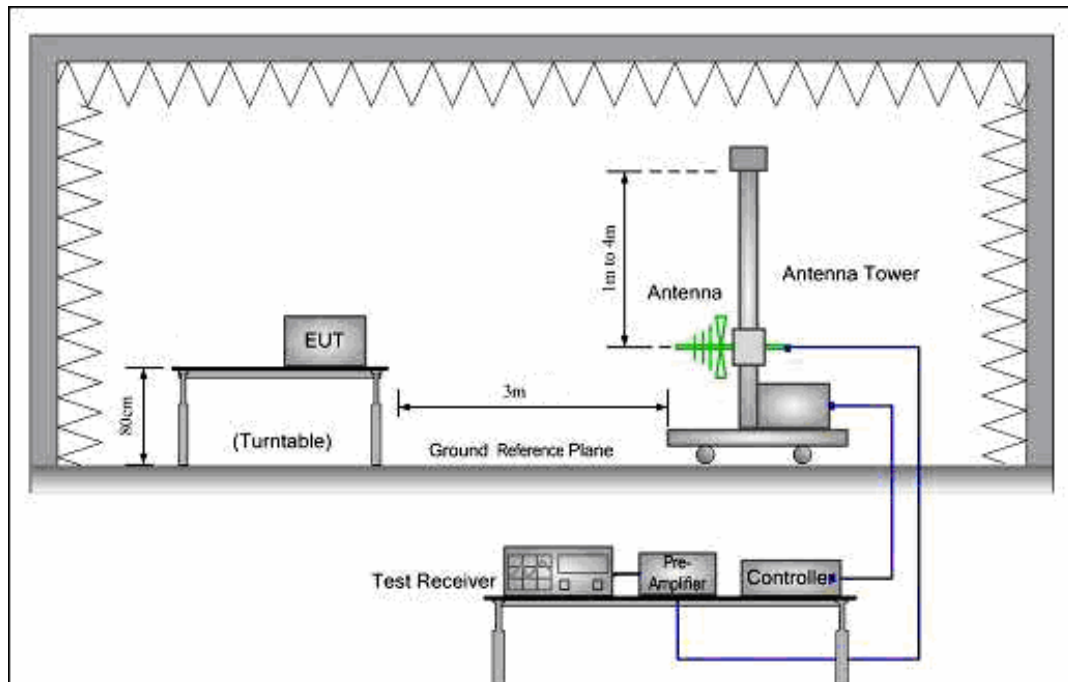 1m to 4m
Antenna Tower
Antenna
EUT
80cm
3m
(Turntable)
Ground Reference Plane
Test Receiver
Pre-
Amplifier
Controller